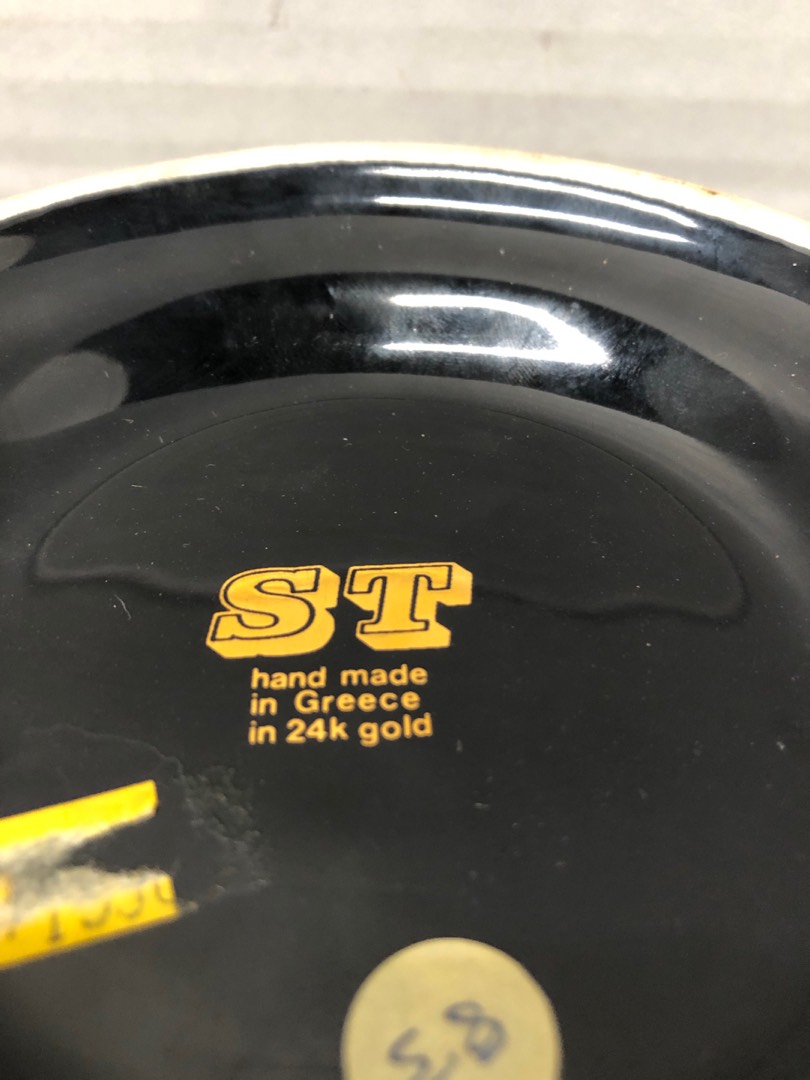 ST
hand made
in Greece
in 24k gold